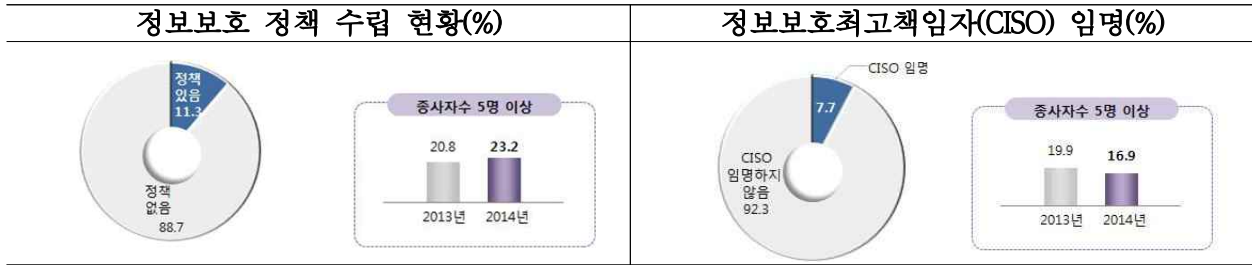 정보보호 정책 수립 현황(%)
정책
있음
11.3
정책
없음
88.7
종사자수 5명 이상
20.8
23.2
2013년
2014년
정보보호최고책임자(CISO) 임명(%)
CISO 임명
7.7
CISO
임명하지
않음
92.3
종사자수 5명 이상
19.9
16.9
2013년
2014년